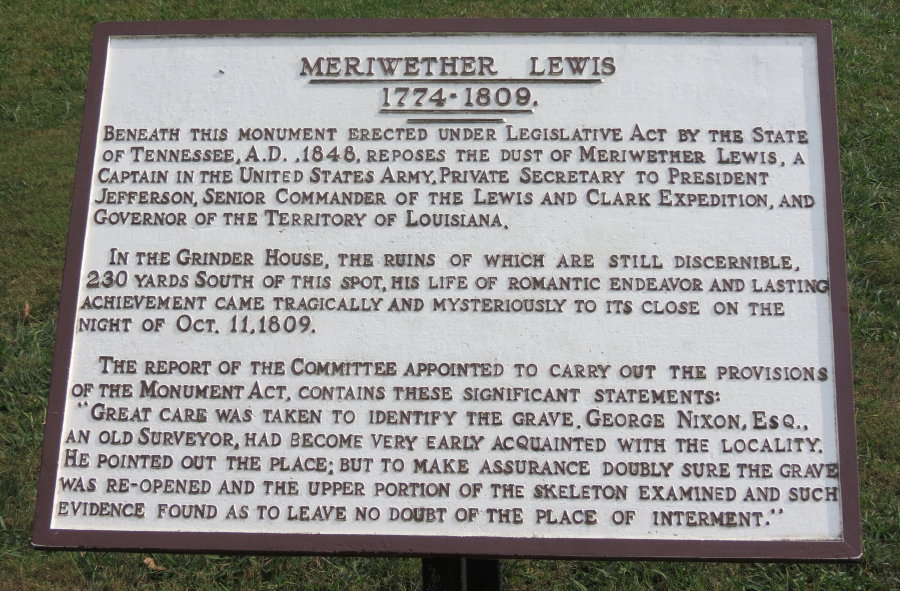 MERIWETHER LEWIS
1774-1809.
BENEATH THIS MONUMENT ERECTED UNDER LEGISLATIVE ACT BY THE STATE
OF TENNESSEE, A.D. ,1848, REPOSES THE DUST OF MERIWETHER LEWIS, A
CAPTAIN IN THE UNITED STATES ARMY, PRIVATE SECRETARY TO PRESIDENT
JEFFERSON, SENIOR COMMANDER OF THE LEWIS AND CLARK EXPEDITION, AND
GOVERNOR OF THE TERRITORY OF LOUISIANA.
IN THE GRINDER HOUSE, THE RUINS OF WHICH ARE STILL DISCERNIBLE,
230 YARDS SOUTH OF THIS SPOT, HIS LIFE OF ROMANTIC ENDEAVOR AND LASTING
ACHIEVEMENT CAME TRAGICALLY AND MYSTERIOUSLY TO ITS CLOSE ON THE
NIGHT OF OCT. 11, 1809.
THE REPORT OF THE COMMITTEE APPOINTED TO CARRY OUT THE PROVISIONS
OF THE MONUMENT ACT, CONTAINS THESE SIGNIFICANT STATEMENTS:
"GREAT CARE WAS TAKEN TO IDENTIFY THE GRAVE. GEORGE NIXON, ESQ.,
AN OLD SURVEYOR, HAD BECOME VERY EARLY ACQUAINTED WITH THE LOCALITY.
HE POINTED OUT THE PLACE; BUT TO MAKE ASSURANCE DOUBLY SURE THE GRAVE
WAS RE-OPENED AND THE UPPER PORTION OF THE SKELETON EXAMINED AND SUCH
EVIDENCE FOUND AS TO LEAVE NO DOUBT OF THE PLACE OF INTERMENT."